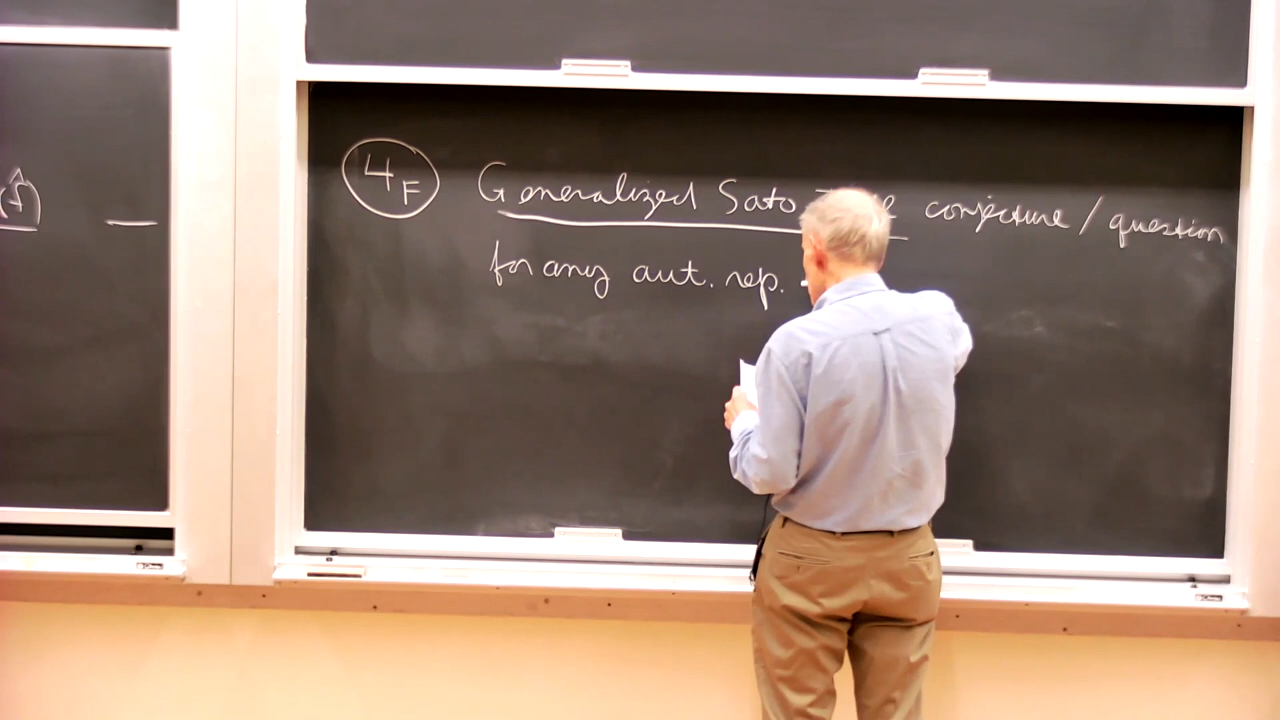 4F Generalized Sato conjecture / question
for any aut. rep.